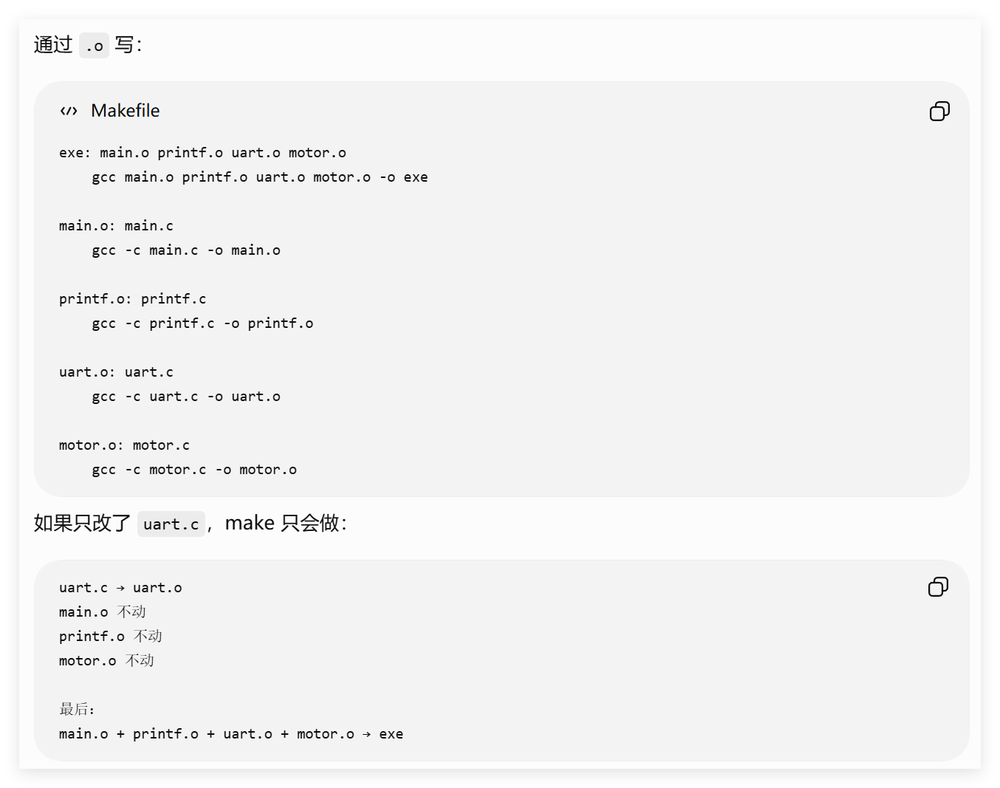 通过 .o 写：
Makefile
exe: main.o printf.o uart.o motor.o
    gcc main.o printf.o uart.o motor.o -o exe
main.o: main.c
    gcc -c main.c -o main.o
printf.o: printf.c
    gcc -c printf.c -o printf.o
uart.o: uart.c
    gcc -c uart.c -o uart.o
motor.o: motor.c
    gcc -c motor.c -o motor.o
如果只改了 uart.c，make 只会做：
uart.c → uart.o
main.o 不动
printf.o 不动
motor.o 不动
最后：
main.o + printf.o + uart.o + motor.o → exe